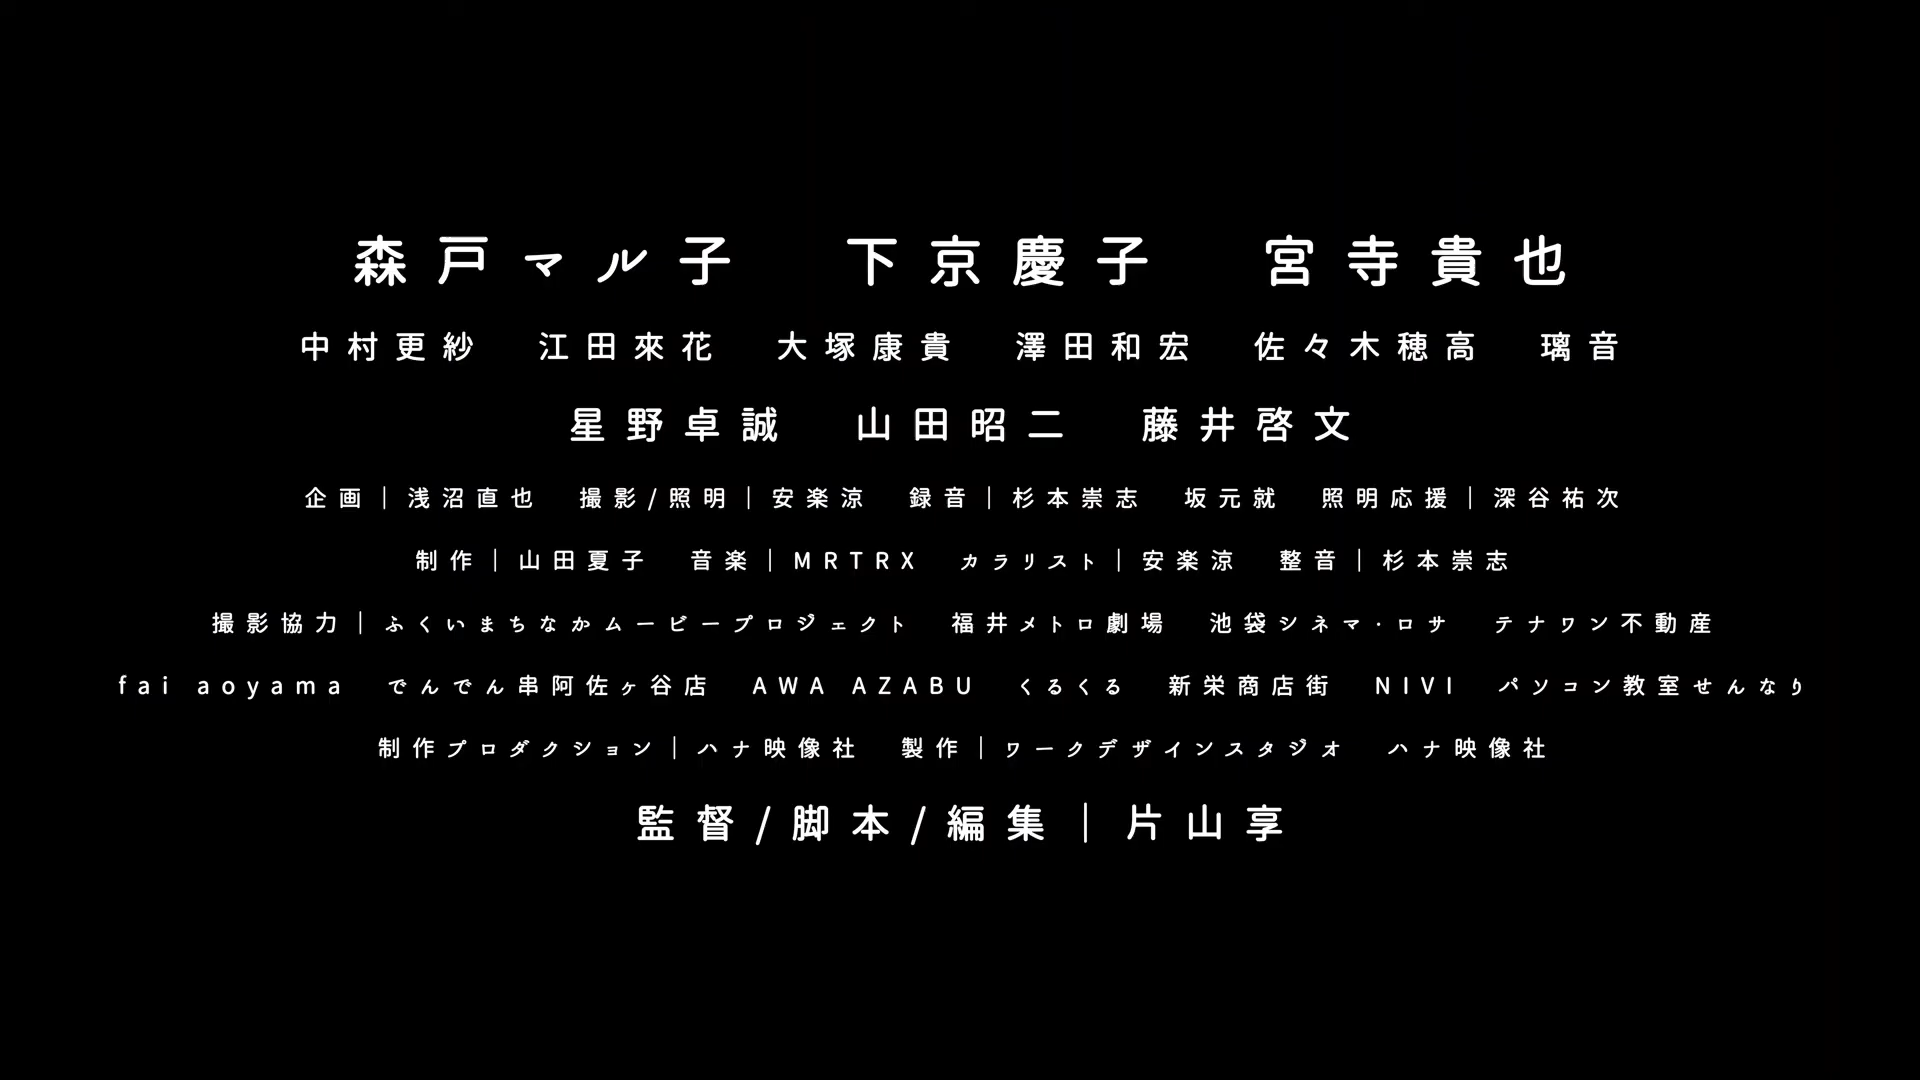 森戸マル子　下京慶子　宮寺貴也
中村更紗　江田來花　大塚康貴　澤田和宏　佐々木穂高　璃音
星野卓誠　山田昭二　藤井啓文
企画｜浅沼直也　撮影/照明｜安楽涼　録音｜杉本崇志　坂元就　照明応援｜深谷祐次
制作｜山田夏子　音楽｜MRTRX　カラリスト｜安楽涼　整音｜杉本崇志
撮影協力｜ふくいまちなかムービープロジェクト　福井メトロ劇場　池袋シネマ・ロサ　テナワン不動産
fai aoyama　でんでん串阿佐ヶ谷店　AWA AZABU　くるくる　新栄商店街　NIVI　パソコン教室せんなり
制作プロダクション｜ハナ映像社　製作｜ワークデザインスタジオ　ハナ映像社
監督/脚本/編集｜片山享